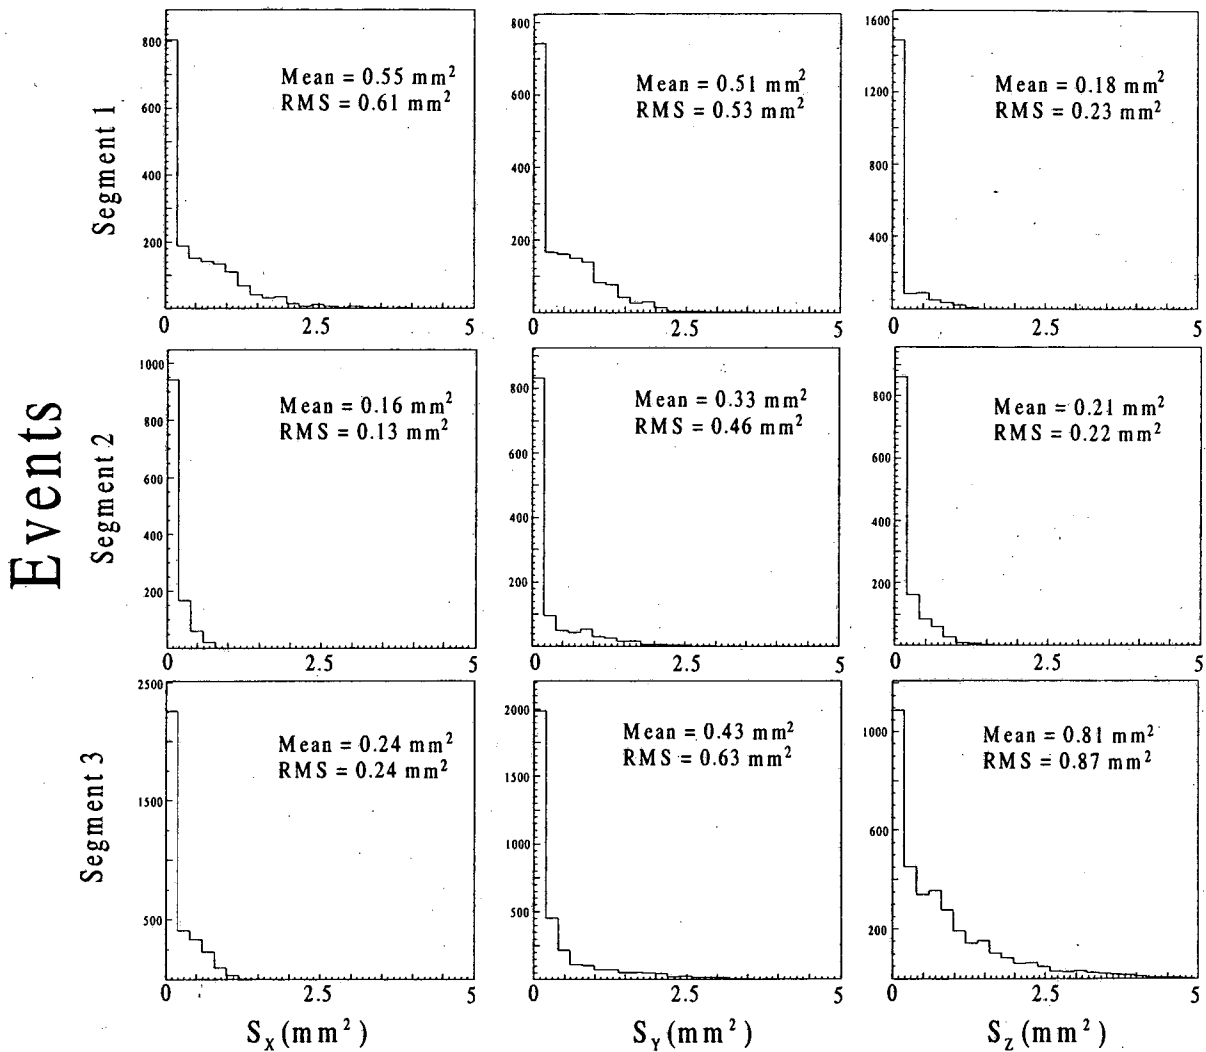 Events
Segment 1
800
600
400
200
0
2.5
5
Mean = 0.55 mm²
RMS = 0.61 mm²
800
600
400
200
0
2.5
5
Mean = 0.51 mm²
RMS = 0.53 mm²
1600
1200
800
400
0
2.5
5
Mean = 0.18 mm²
RMS = 0.23 mm²
Segment 2
1000
800
600
400
200
0
2.5
5
Mean = 0.16 mm²
RMS = 0.13 mm²
800
600
400
200
0
2.5
5
Mean = 0.33 mm²
RMS = 0.46 mm²
800
600
400
200
0
2.5
5
Mean = 0.21 mm²
RMS = 0.22 mm²
Segment 3
2500
1500
500
0
2.5
5
Mean = 0.24 mm²
RMS = 0.24 mm²
2000
1500
1000
500
0
2.5
5
Mean = 0.43 mm²
RMS = 0.63 mm²
1000
600
200
0
2.5
5
Mean = 0.81 mm²
RMS = 0.87 mm²
S_X (mm²)
S_Y (mm²)
S_Z (mm²)